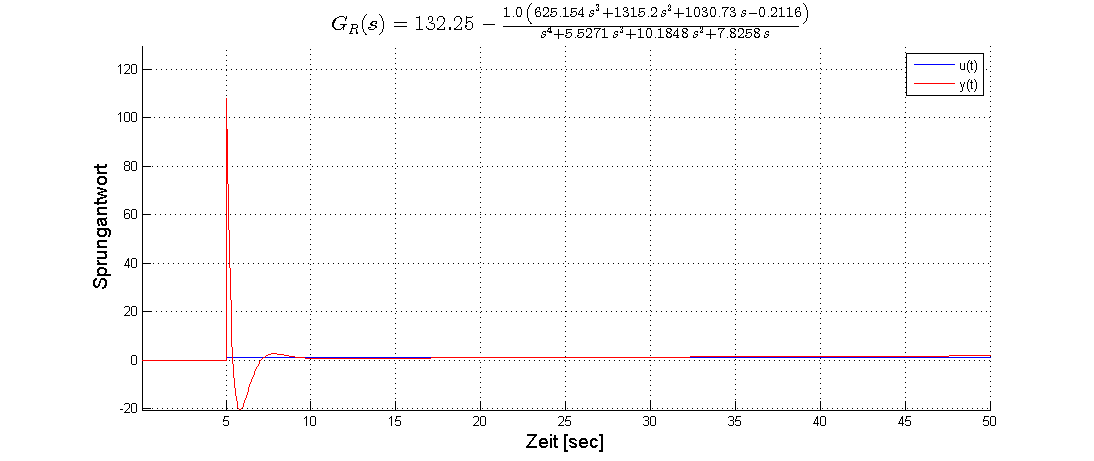 G_R(s) = 132.25 − 1.0 (625.154 s³+1315.2 s²+1030.73 s−0.2116) / s⁴+5.5271 s³+10.1848 s²+7.8258 s
u(t)
y(t)
120
100
80
60
40
20
0
-20
Sprungantwort
5 10 15 20 25 30 35 40 45 50
Zeit [sec]